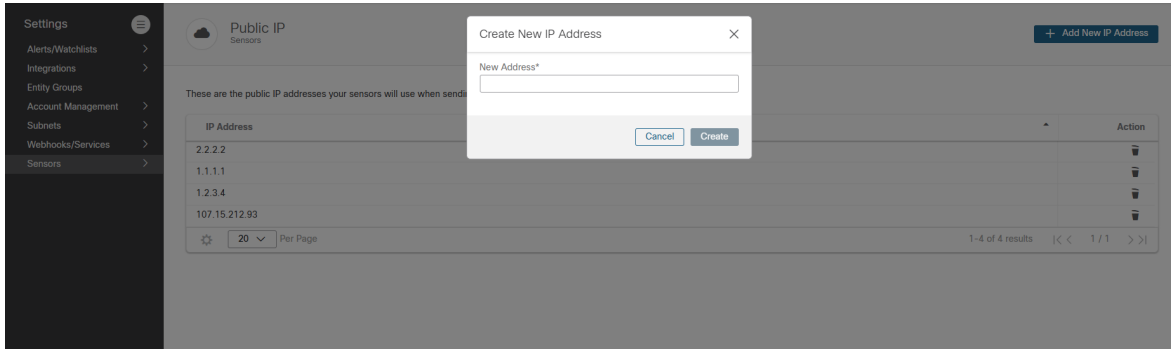 Settings
Alerts/Watchlists
Integrations
Entity Groups
Account Management
Subnets
Webhooks/Services
Sensors
Public IP
Sensors
+ Add New IP Address
These are the public IP addresses your sensors will use when
IP Address
Action
2.2.2.2
1.1.1.1
1.2.3.4
107.15.212.93
20 Per Page
1-4 of 4 results |< < 1 / 1 > >|
Create New IP Address
New Address*
Cancel Create